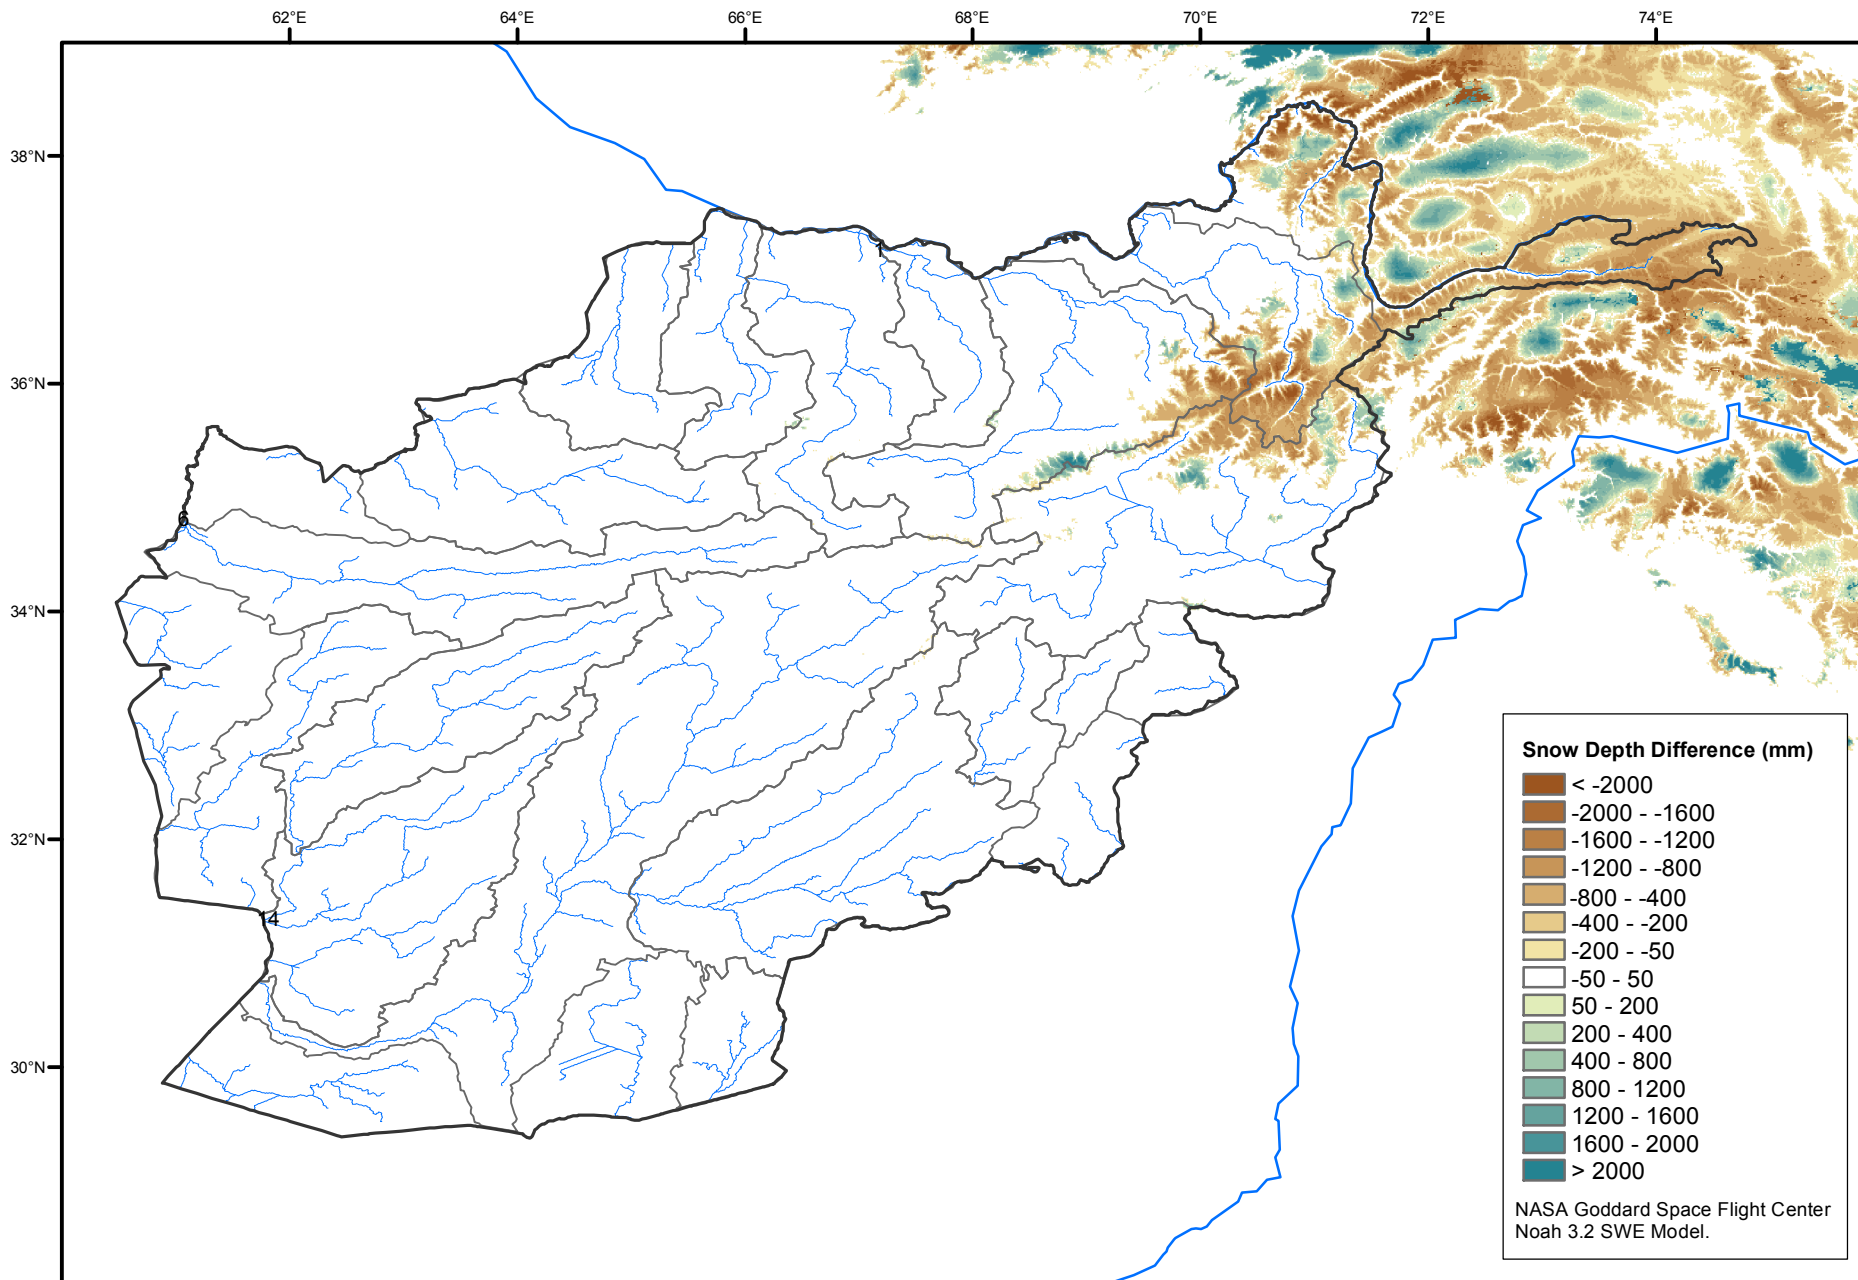 62°E 64°E 66°E 68°E 70°E 72°E 74°E
38°N
1
36°N
6
34°N
32°N
14
30°N
Snow Depth Difference (mm)
< -2000
-2000 - -1600
-1600 - -1200
-1200 - -800
-800 - -400
-400 - -200
-200 - -50
-50 - 50
50 - 200
200 - 400
400 - 800
800 - 1200
1200 - 1600
1600 - 2000
> 2000
NASA Goddard Space Flight Center
Noah 3.2 SWE Model.